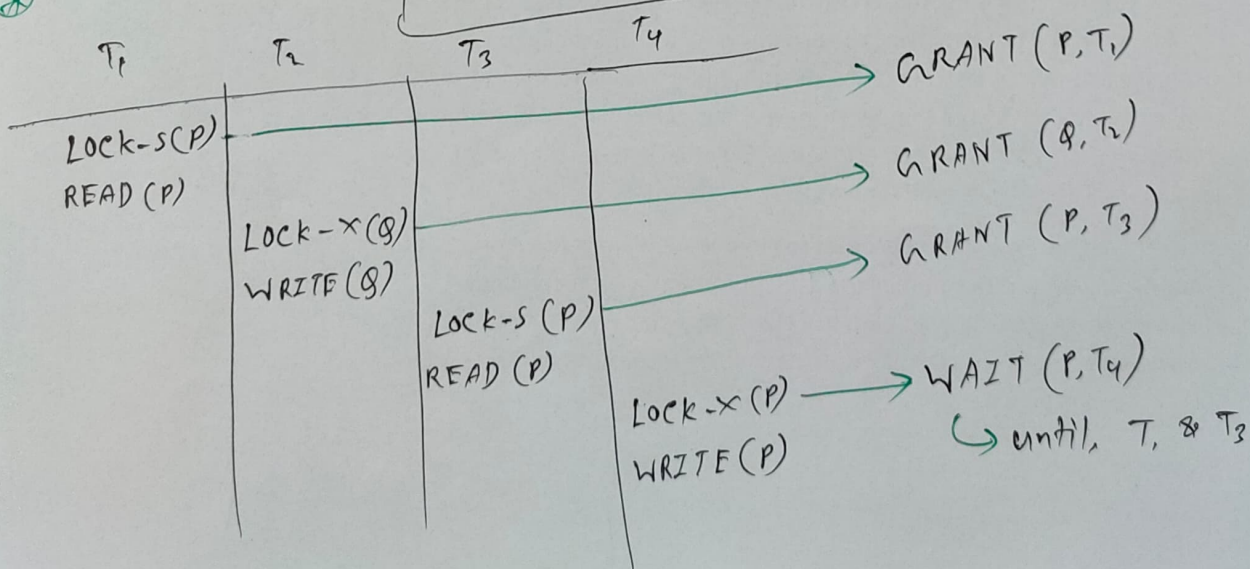 T1 T2 T3 T4
LOCK-S(P) GRANT (P, T1)
READ (P)
LOCK-X(Q) GRANT (Q, T2)
WRITE(Q)
LOCK-S (P) GRANT (P, T3)
READ (P)
LOCK-X(P) WAIT (P, T4)
WRITE(P) until, T1 & T3